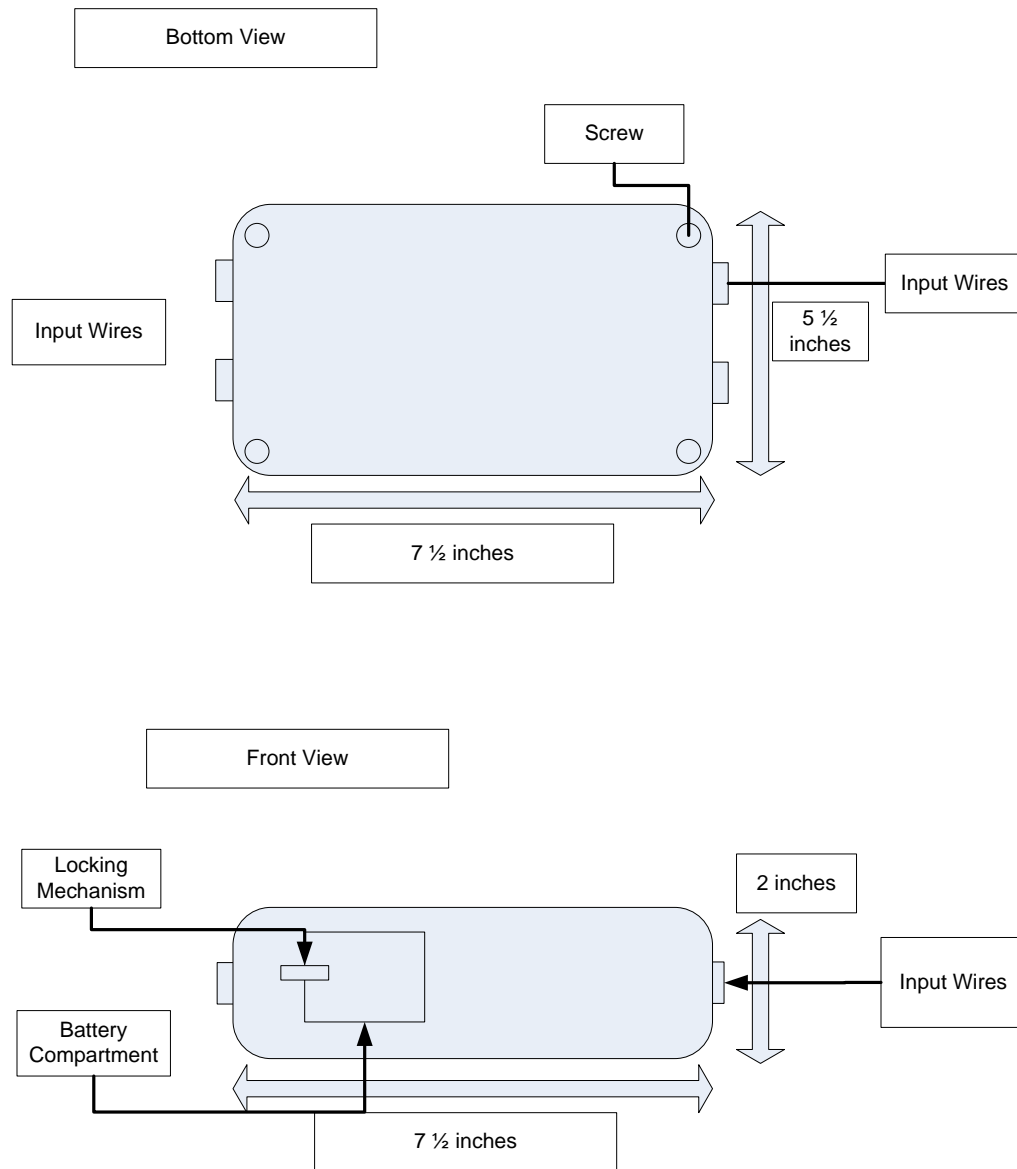 Bottom View
Screw
Input Wires
Input Wires
5 ½
inches
7 ½ inches
Front View
Locking
Mechanism
2 inches
Input Wires
Battery
Compartment
7 ½ inches